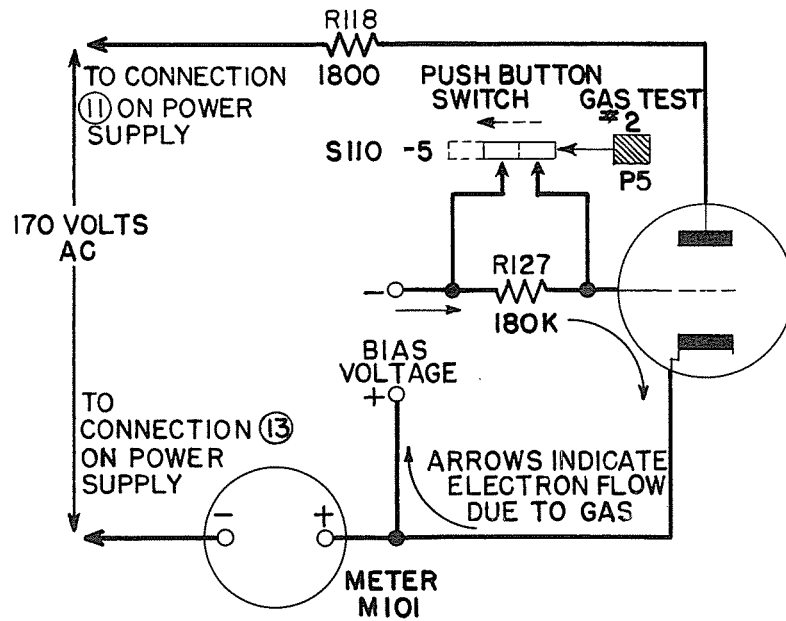 R118
1800
TO CONNECTION
11 ON POWER
SUPPLY
PUSH BUTTON
SWITCH
GAS TEST
#2
S110 -5
P5
170 VOLTS
AC
R127
180K
-
BIAS
VOLTAGE
+
TO
CONNECTION 13
ON POWER
SUPPLY
ARROWS INDICATE
ELECTRON FLOW
DUE TO GAS
- +
METER
M101